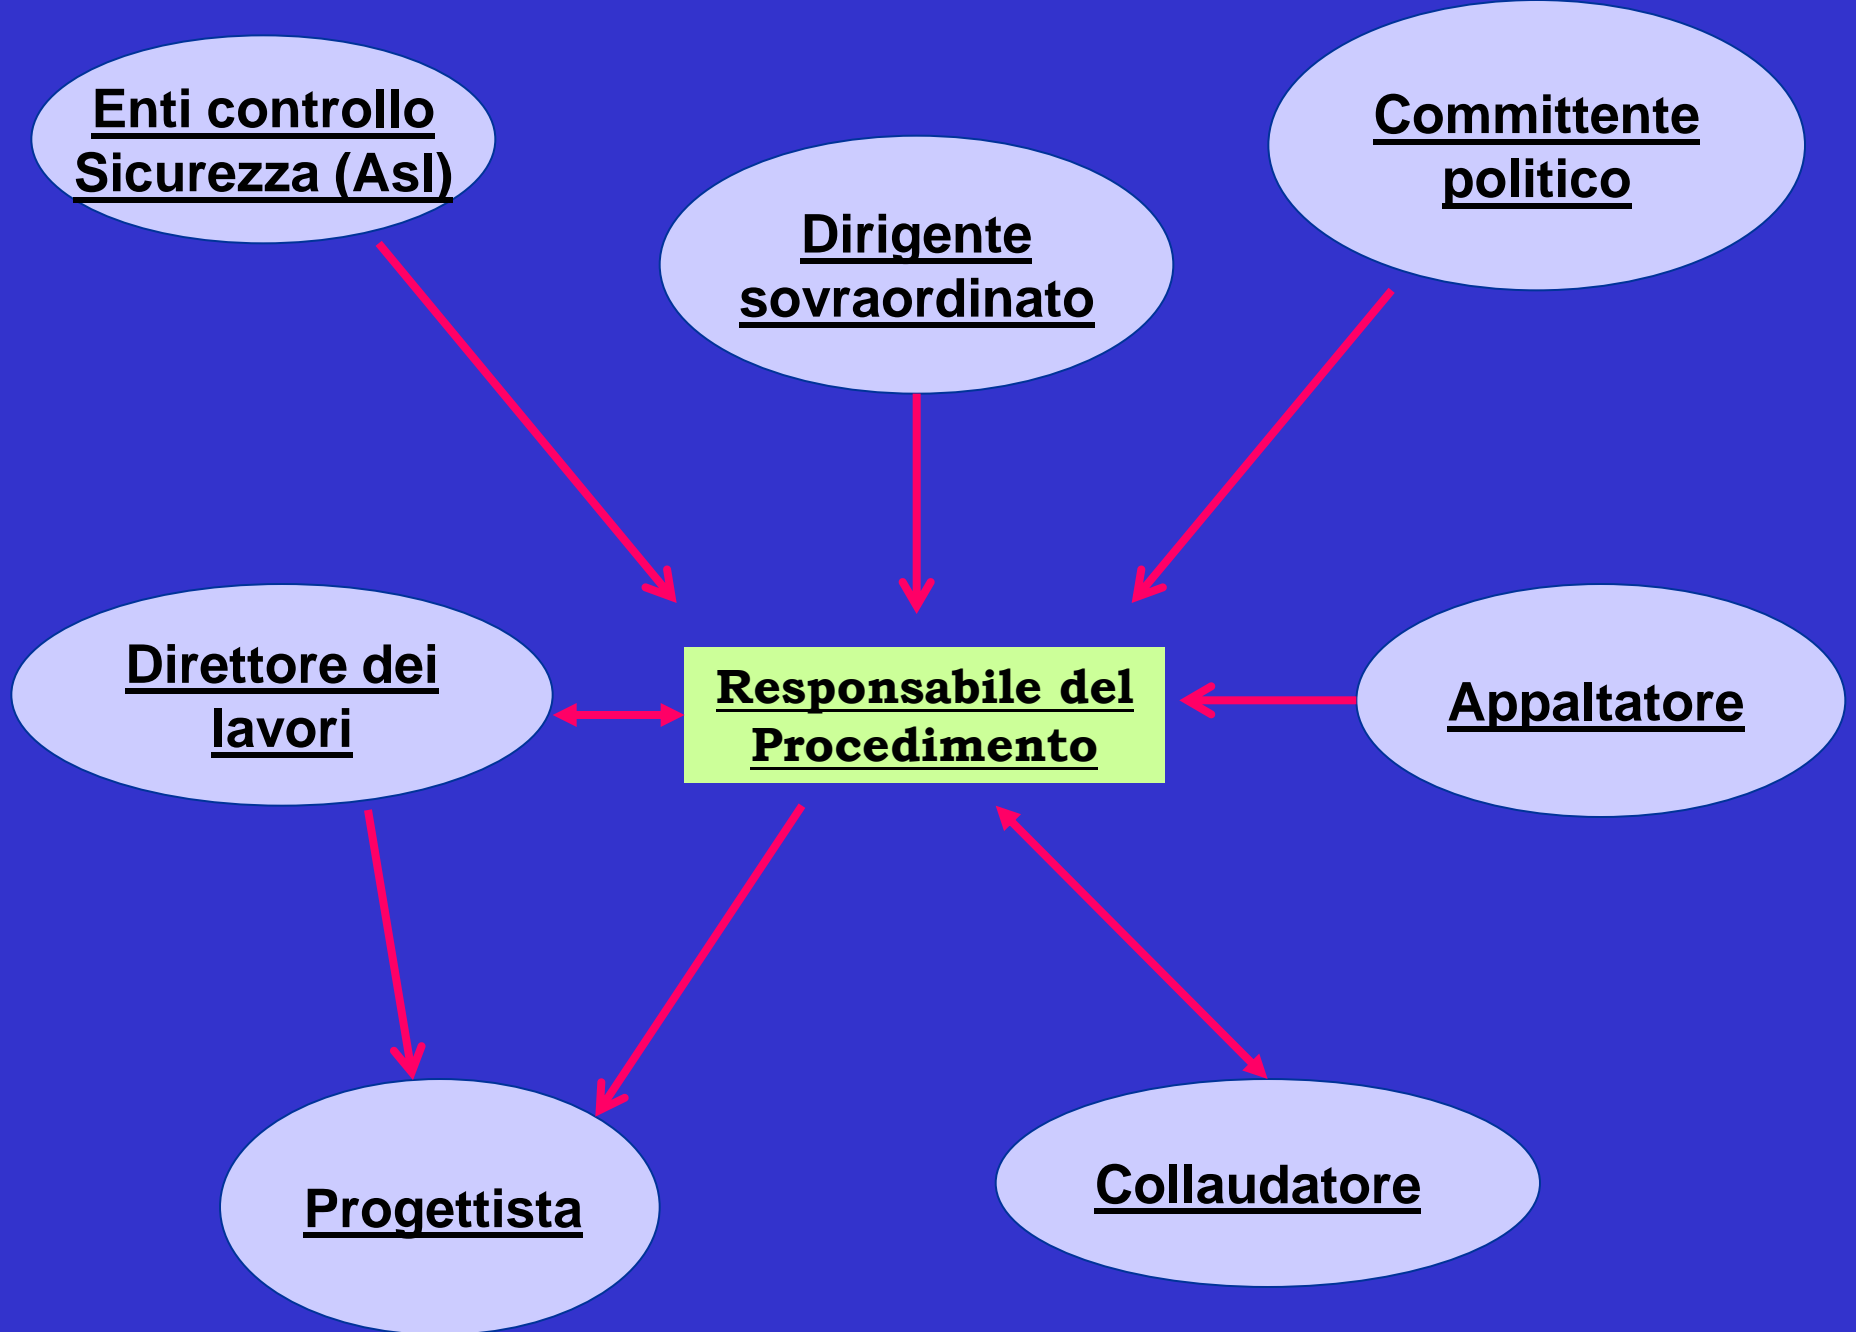 Enti controllo
Sicurezza (Asl)
Dirigente
sovraordinato
Committente
politico
Direttore dei
lavori
Responsabile del
Procedimento
Appaltatore
Progettista
Collaudatore